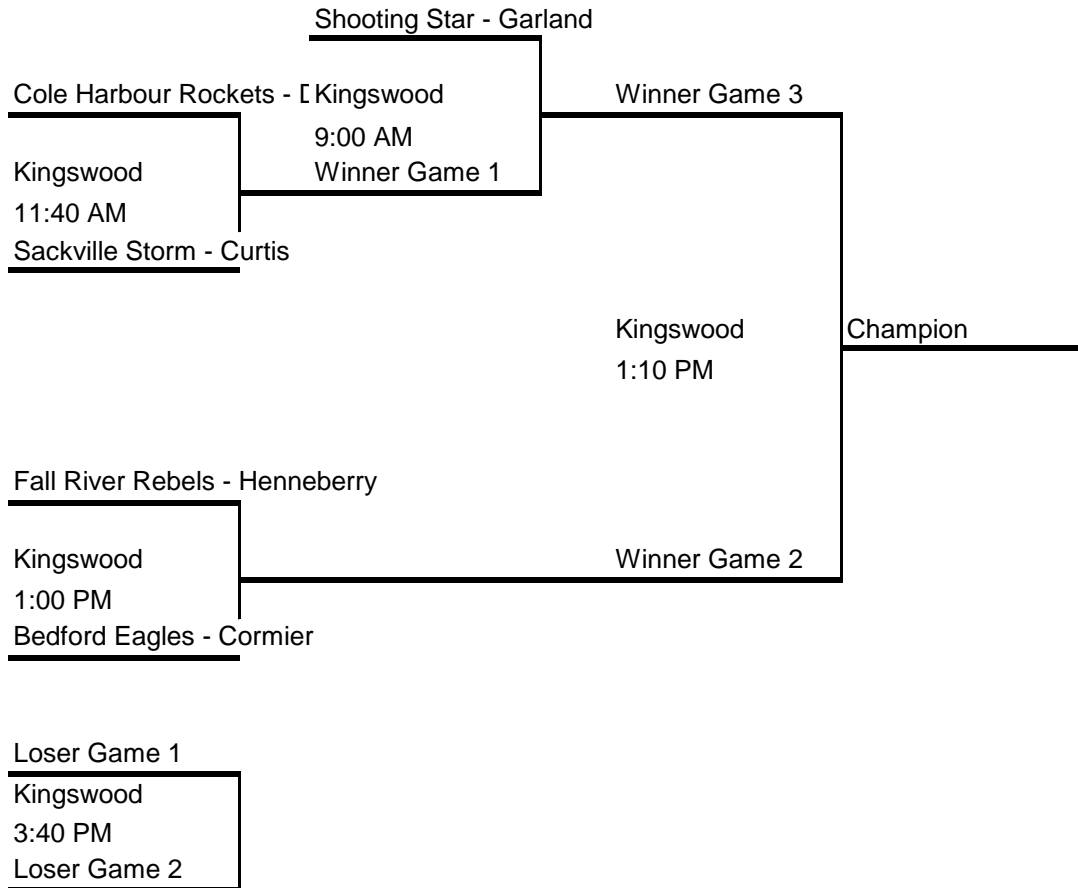 Shooting Star - Garland
Cole Harbour Rockets -
Kingswood
9:00 AM
Winner Game 1
Winner Game 3
Kingswood
11:40 AM
Sackville Storm - Curtis
Kingswood
1:10 PM
Champion
Fall River Rebels - Henneberry
Kingswood
1:00 PM
Bedford Eagles - Cormier
Winner Game 2
Loser Game 1
Kingswood
3:40 PM
Loser Game 2